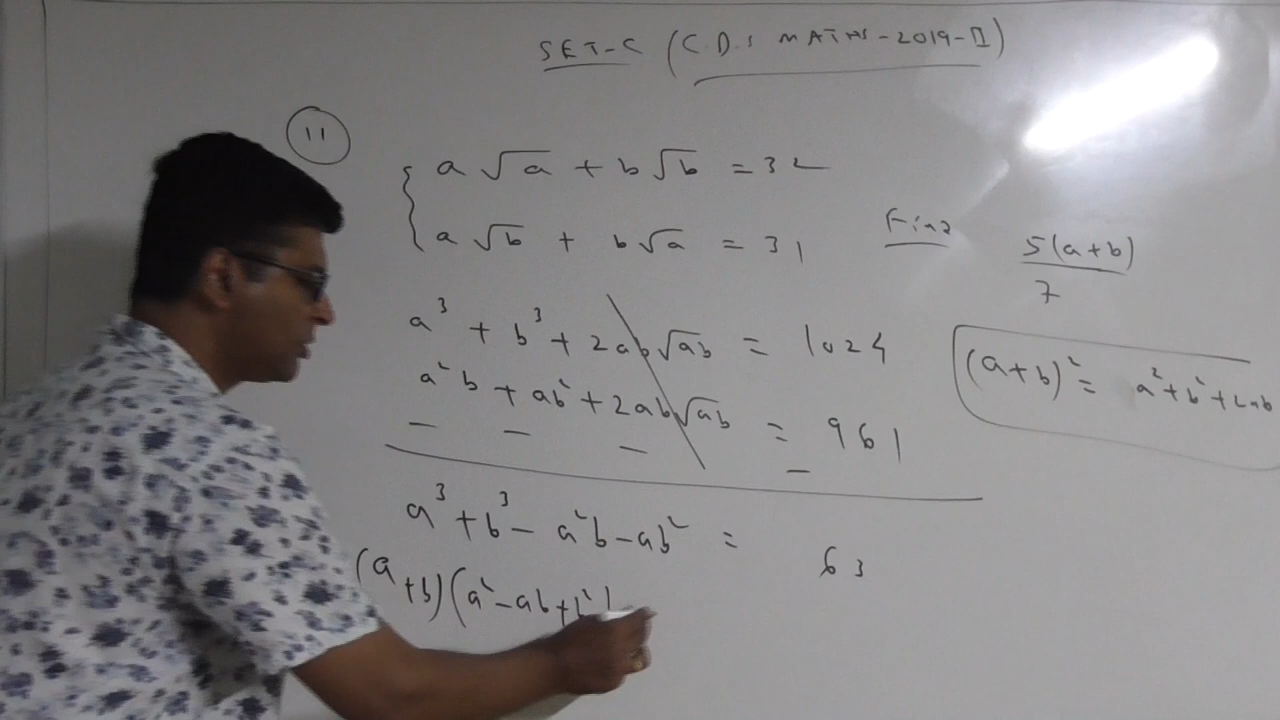 SET-C (C.D.S MATHS-2019-II)
11
a√a + b√b = 32
a√b + b√a = 31
Find
5(a+b)
7
a³ + b³ + 2ab√ab = 1024
(a+b)² = a²+b²+2ab
a²b + ab² + 2ab√ab = 961
− − − −
a³ + b³ − a²b − ab² = 63
(a+b)(a²−ab+b²)